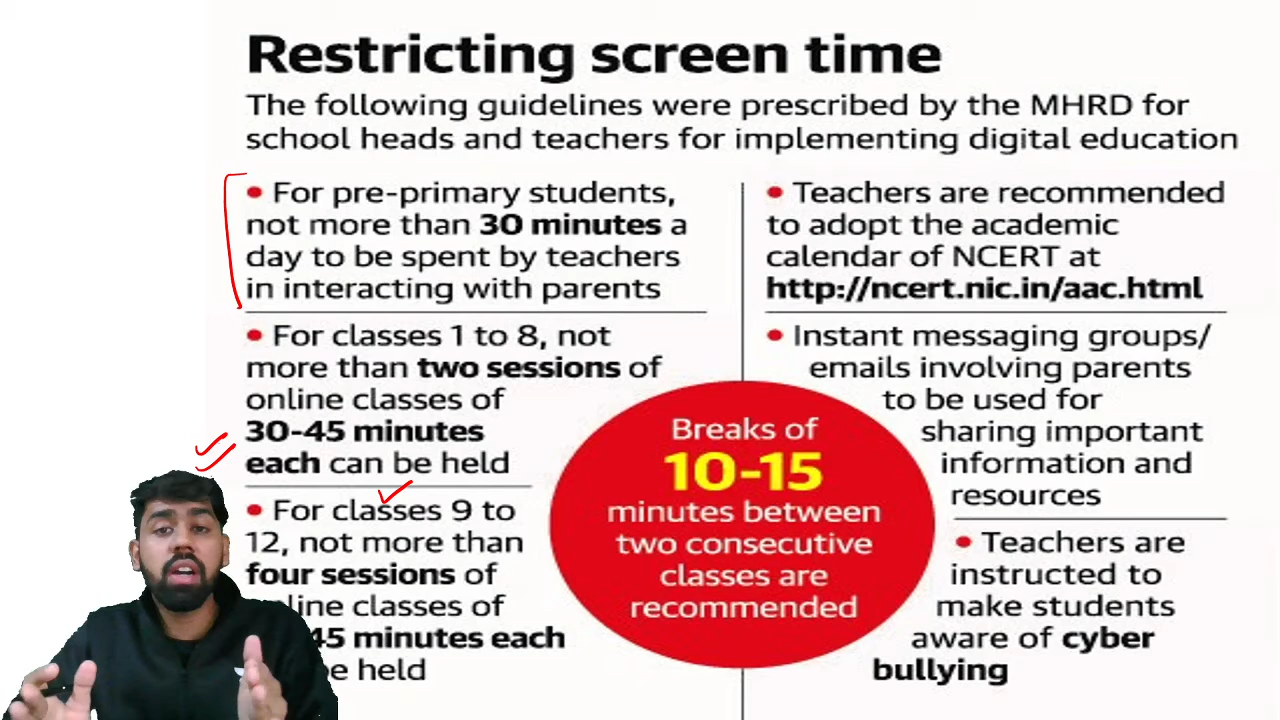 Restricting screen time
The following guidelines were prescribed by the MHRD for
school heads and teachers for implementing digital education
• For pre-primary students,
not more than 30 minutes a
day to be spent by teachers
in interacting with parents
• For classes 1 to 8, not
more than two sessions of
online classes of
30-45 minutes
each can be held
• For classes 9 to
12, not more than
four sessions of
classes of
45 minutes each
held
Breaks of
10-15
minutes between
two consecutive
classes are
recommended
• Teachers are recommended
to adopt the academic
calendar of NCERT at
http://ncert.nic.in/aac.html
• Instant messaging groups/
emails involving parents
to be used for
sharing important
information and
resources
• Teachers are
instructed to
make students
aware of cyber
bullying